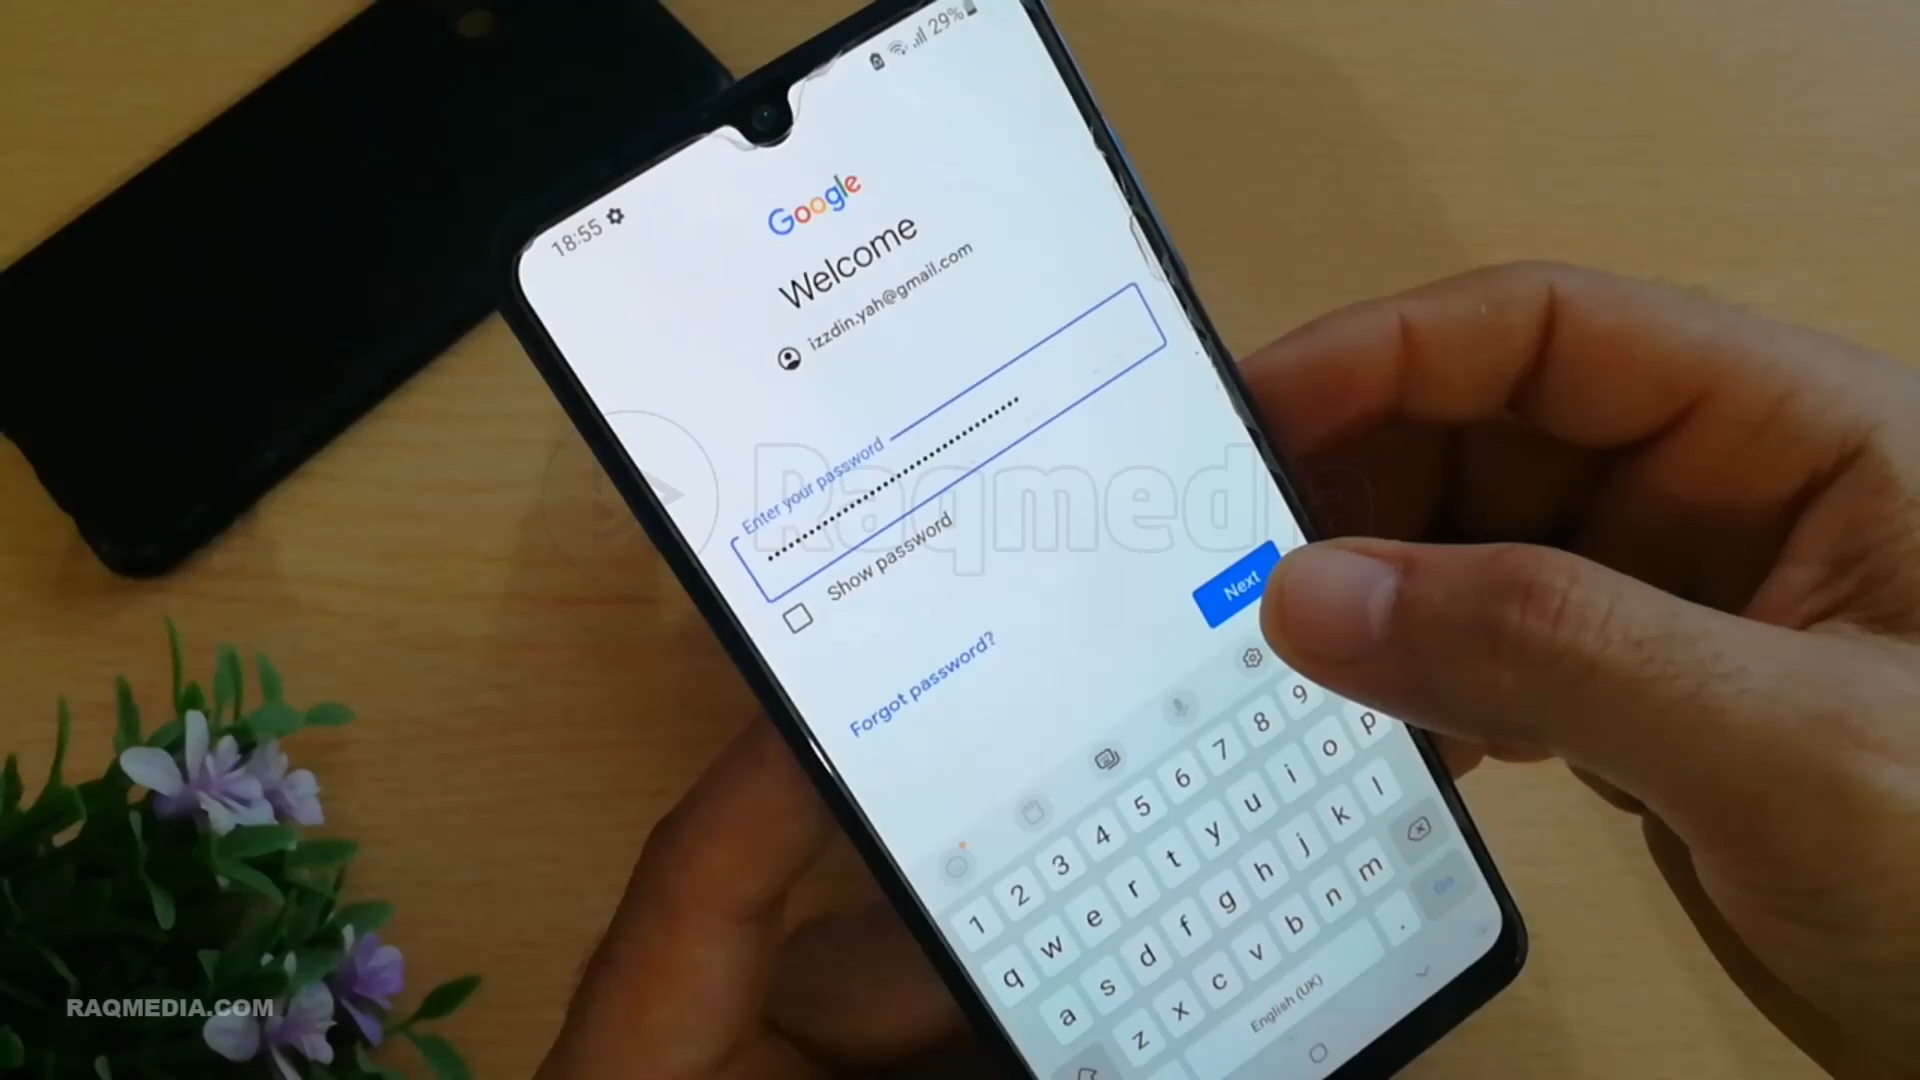 18:55
29%
Google
Welcome
izzdin.yah@gmail.com
Enter your password
••••••••••••••••••••••••••••••
Show password
Forgot password?
Next
1 2 3 4 5 6 7 8 9
q w e r t y u i o p
a s d f g h j k l
z x c v b n m
English (UK) .
Go
Raqmedia
RAQMEDIA.COM